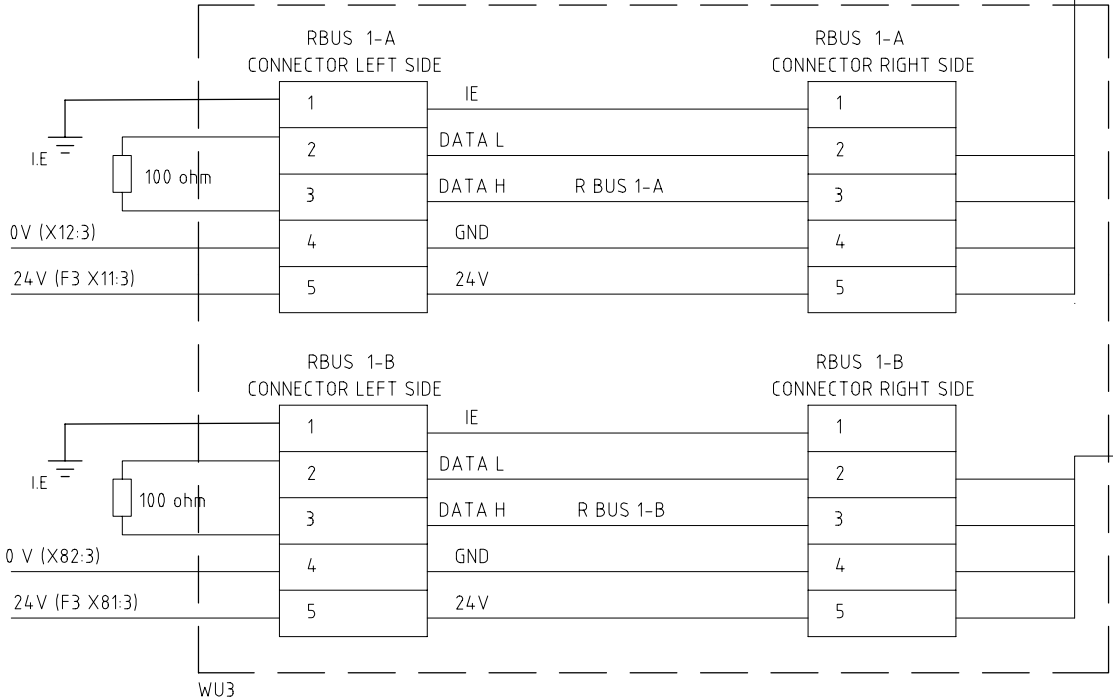 RBUS 1-A RBUS 1-A
CONNECTOR LEFT SIDE CONNECTOR RIGHT SIDE
1 IE 1
I.E 2 DATA L 2
100 ohm 3 DATA H R BUS 1-A 3
0V (X12:3) 4 GND 4
24V (F3 X11:3) 5 24V 5
RBUS 1-B RBUS 1-B
CONNECTOR LEFT SIDE CONNECTOR RIGHT SIDE
1 IE 1
I.E 2 DATA L 2
100 ohm 3 DATA H R BUS 1-B 3
0 V (X82:3) 4 GND 4
24V (F3 X81:3) 5 24V 5
WU3